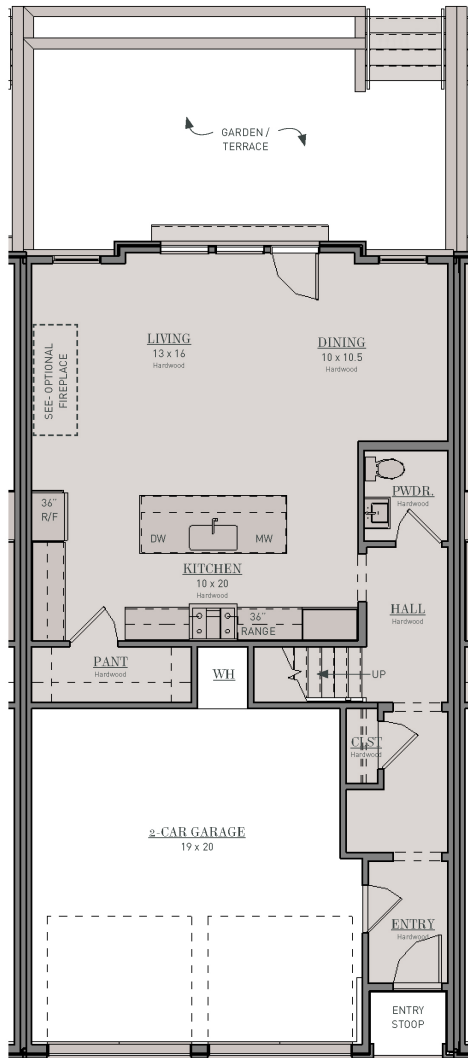 GARDEN /
TERRACE
LIVING
13 x 16
Hardwood
DINING
10 x 10.5
Hardwood
SEE- OPTIONAL
FIREPLACE
36"
R/F
PWDR.
Hardwood
DW
MW
KITCHEN
10 x 20
Hardwood
36"
RANGE
HALL
Hardwood
PANT
Hardwood
WH
UP
CLST
Hardwood
2-CAR GARAGE
19 x 20
ENTRY
Hardwood
ENTRY
STOOP